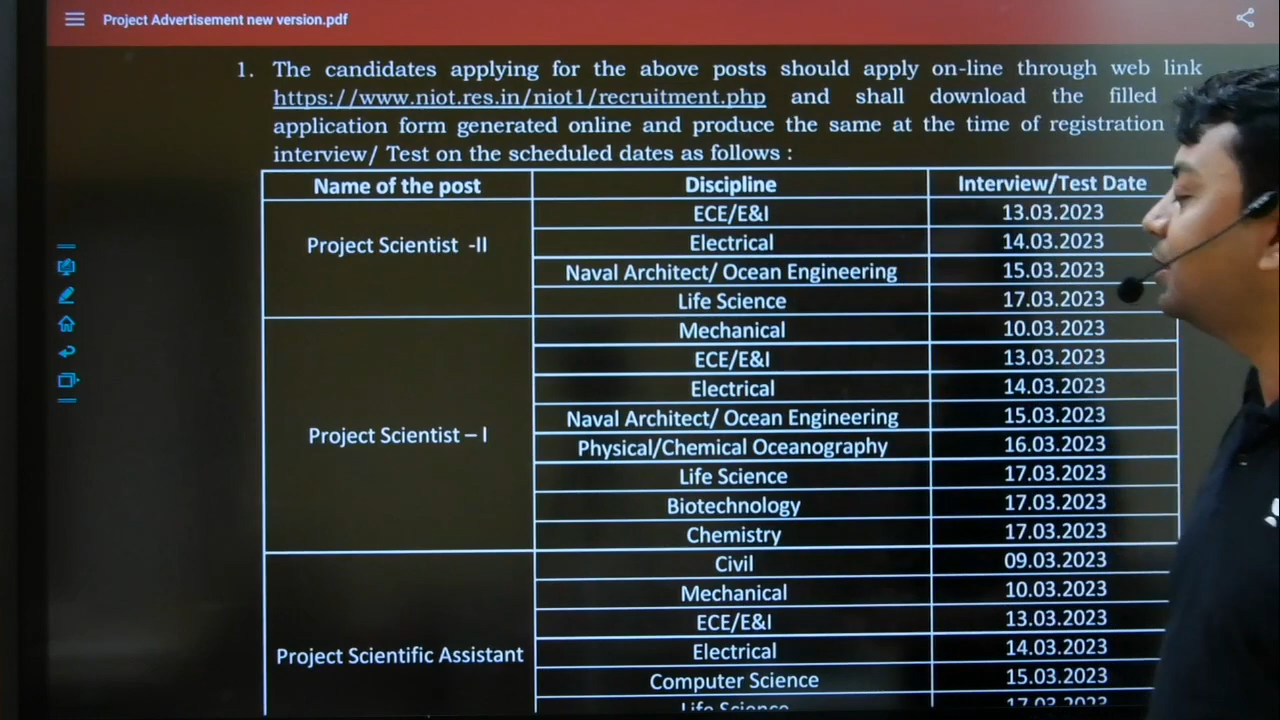 Project Advertisement new version.pdf
1. The candidates applying for the above posts should apply on-line through web link
https://www.niot.res.in/niot1/recruitment.php and shall download the filled
application form generated online and produce the same at the time of registration
interview/ Test on the scheduled dates as follows :
Name of the post Discipline Interview/Test Date
Project Scientist -II
ECE/E&I 13.03.2023
Electrical 14.03.2023
Naval Architect/ Ocean Engineering 15.03.2023
Life Science 17.03.2023
Project Scientist – I
Mechanical 10.03.2023
ECE/E&I 13.03.2023
Electrical 14.03.2023
Naval Architect/ Ocean Engineering 15.03.2023
Physical/Chemical Oceanography 16.03.2023
Life Science 17.03.2023
Biotechnology 17.03.2023
Chemistry 17.03.2023
Project Scientific Assistant
Civil 09.03.2023
Mechanical 10.03.2023
ECE/E&I 13.03.2023
Electrical 14.03.2023
Computer Science 15.03.2023
Life Science 17.03.2023